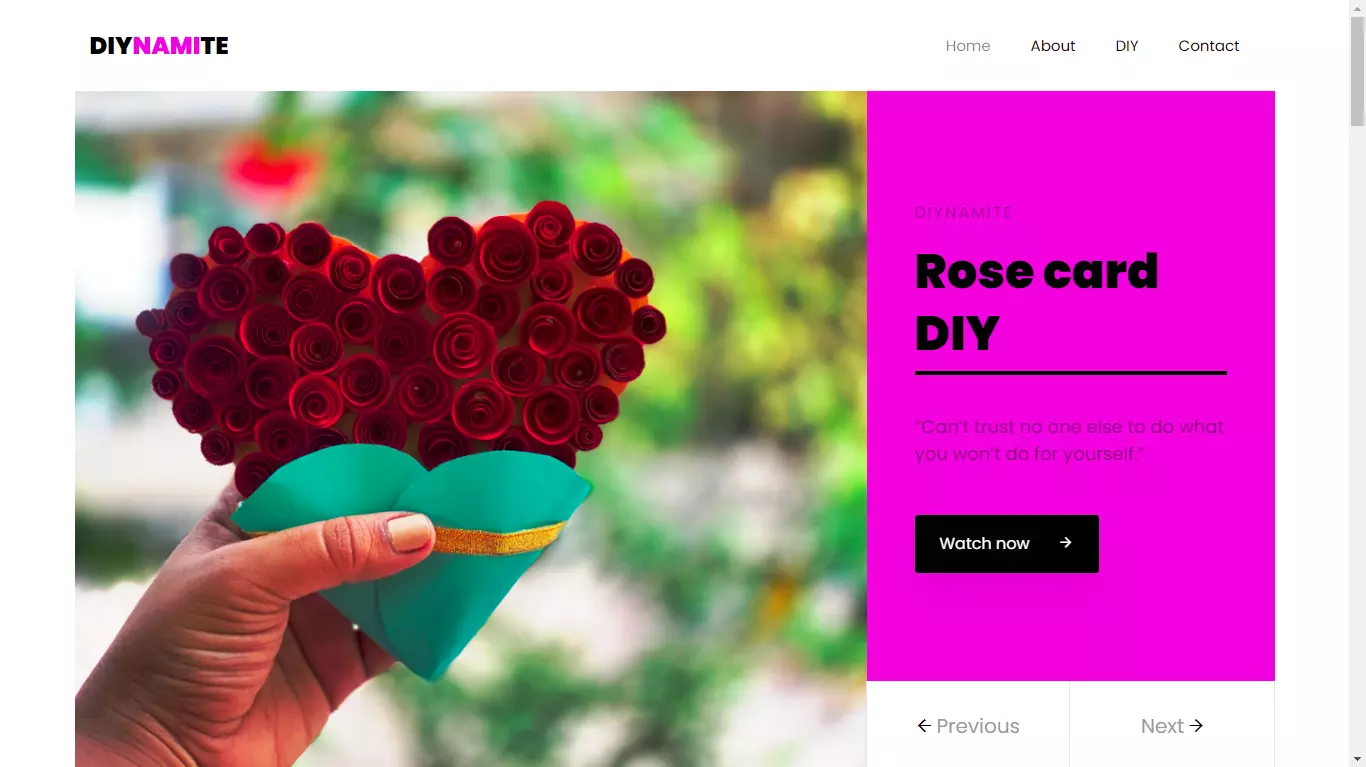 DIYNAMITE
Home About DIY Contact
DIYNAMITE
Rose card
DIY
“Can’t trust no one else to do what
you won’t do for yourself.”
Watch now →
← Previous Next →